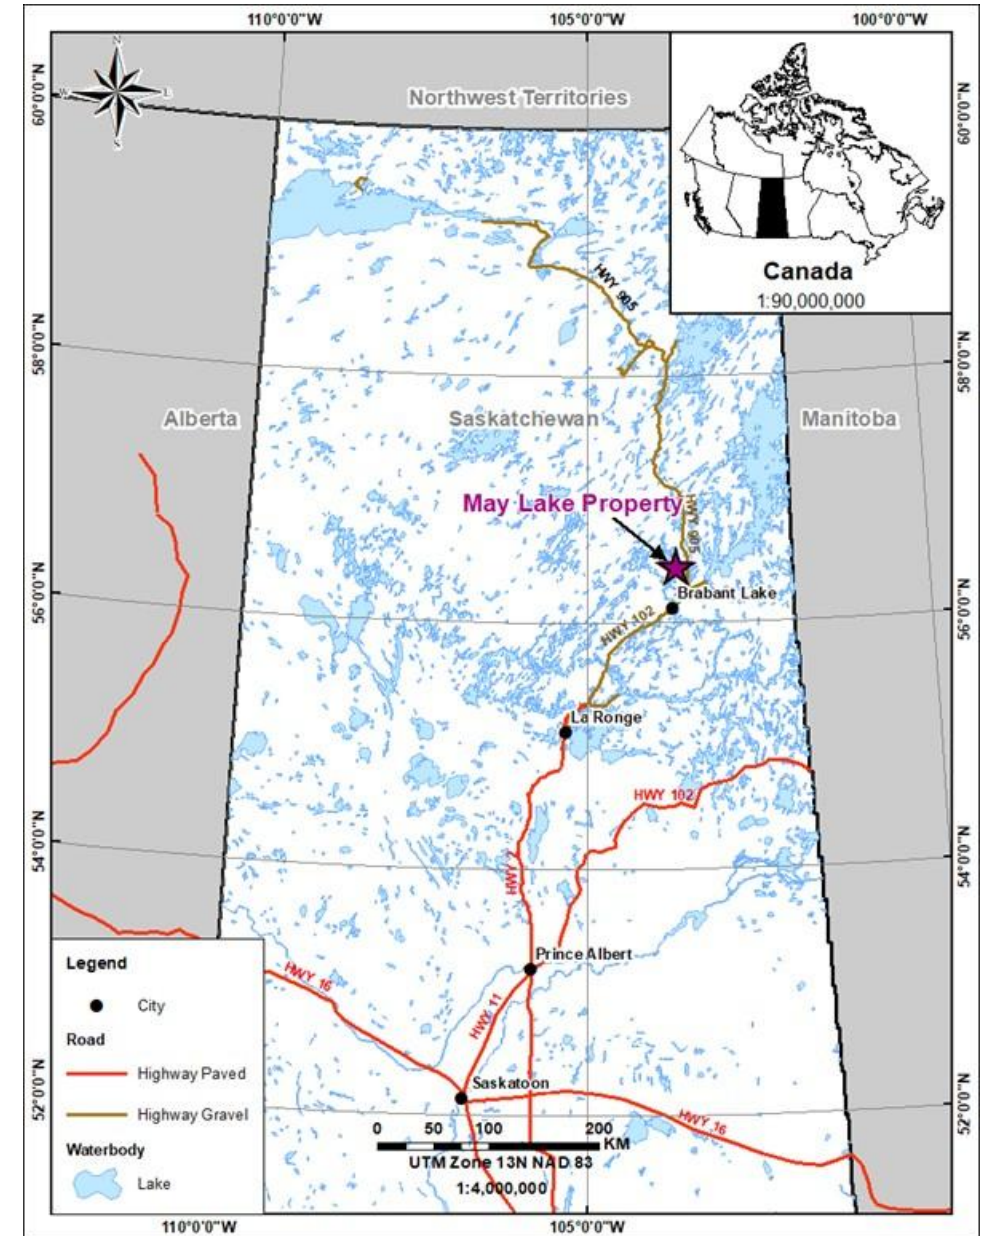 110°0'0"W
105°0'0"W
100°0'0"W
N
W
E
S
60°0'0"N
60°0'0"N
Northwest Territories
Canada
1:90,000,000
HWY 905
58°0'0"N
58°0'0"N
Alberta
Saskatchewan
Manitoba
May Lake Property
HWY 905
Brabant Lake
56°0'0"N
56°0'0"N
HWY 102
La Ronge
HWY 102
54°0'0"N
54°0'0"N
HWY 2
Prince Albert
Legend
City
Road
Highway Paved
Highway Gravel
Waterbody
Lake
HWY 16
HWY 11
Saskatoon
52°0'0"N
52°0'0"N
HWY 16
0 50 100 200
KM
UTM Zone 13N NAD 83
1:4,000,000
110°0'0"W
105°0'0"W